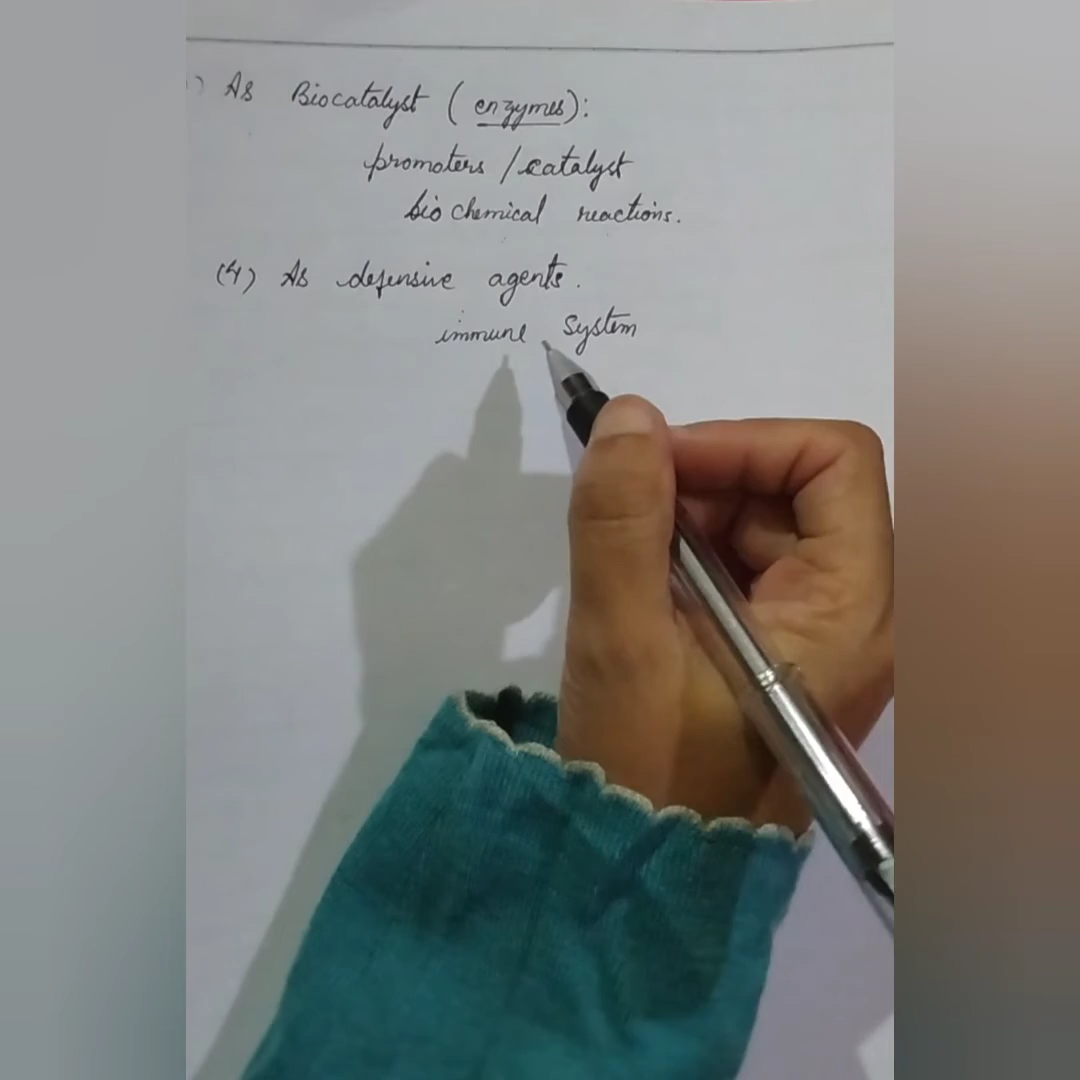 ) As Biocatalyst (enzymes):
promoters / catalyst
bio chemical reactions.
(4) As defensive agents.
immune System